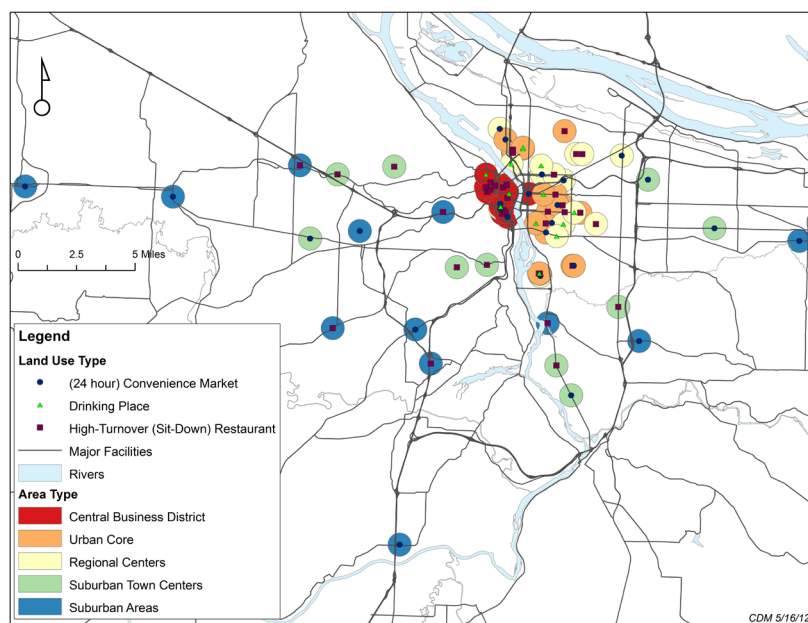 0 2.5 5 Miles
Legend
Land Use Type
(24 hour) Convenience Market
Drinking Place
High-Turnover (Sit-Down) Restaurant
Major Facilities
Rivers
Area Type
Central Business District
Urban Core
Regional Centers
Suburban Town Centers
Suburban Areas
CDM 5/16/12